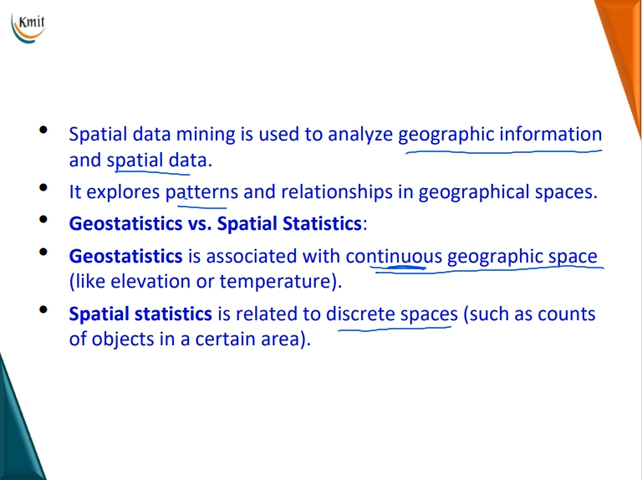 Kmit
• Spatial data mining is used to analyze geographic information
and spatial data.
• It explores patterns and relationships in geographical spaces.
• Geostatistics vs. Spatial Statistics:
• Geostatistics is associated with continuous geographic space
(like elevation or temperature).
• Spatial statistics is related to discrete spaces (such as counts
of objects in a certain area).